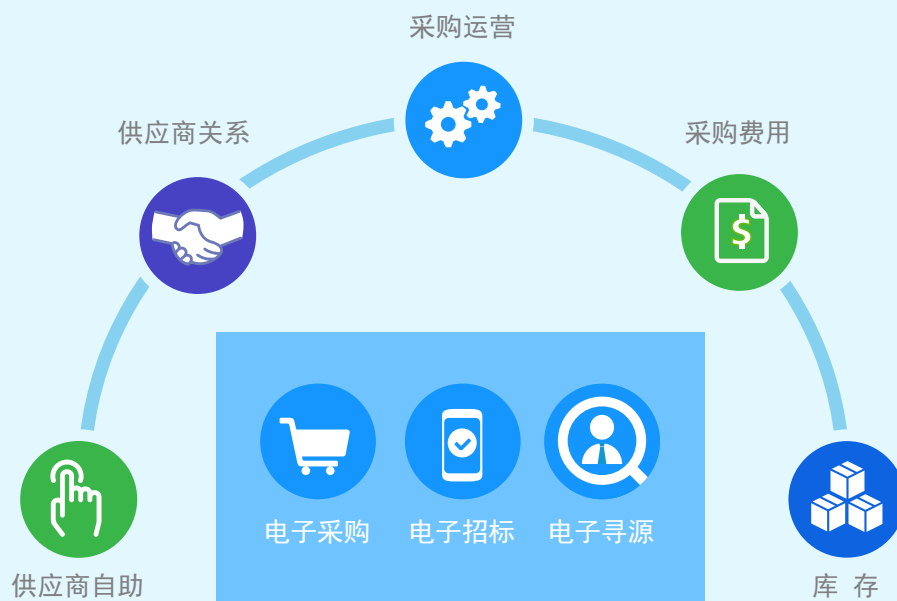 采购运营
供应商关系
采购费用
电子采购
电子招标
电子寻源
供应商自助
库 存